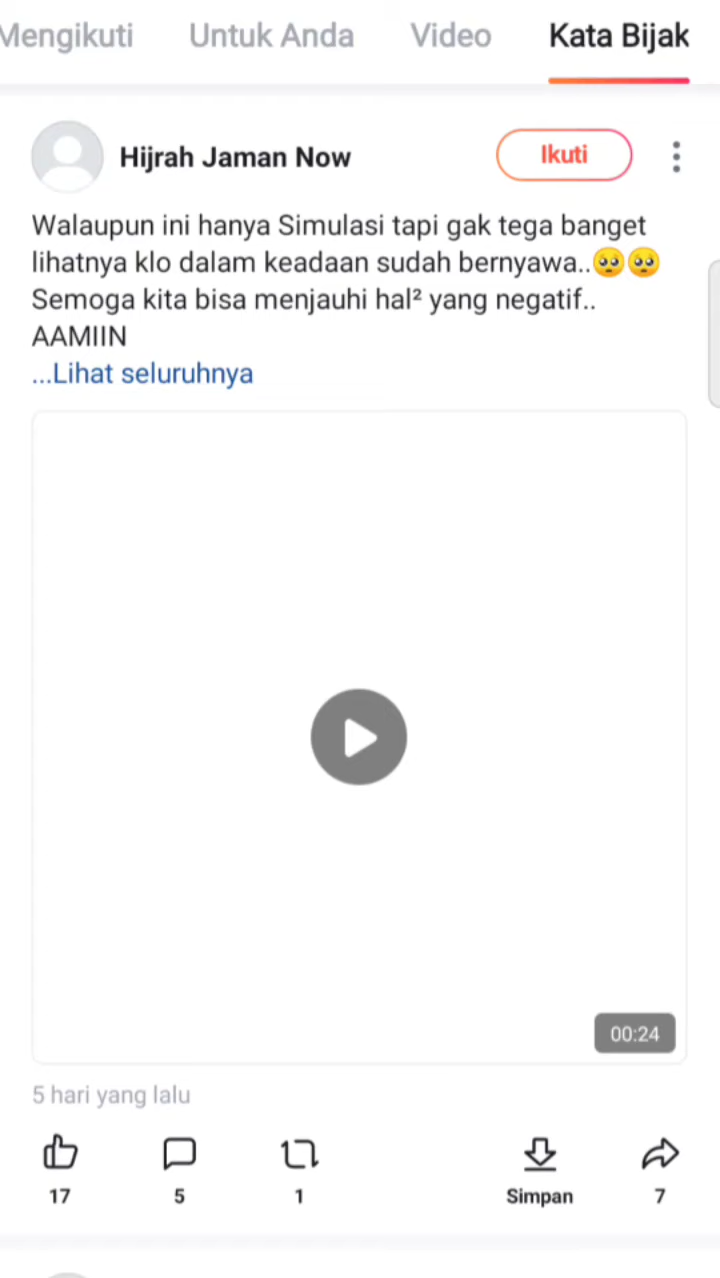 Mengikuti Untuk Anda Video Kata Bijak
Hijrah Jaman Now Ikuti
Walaupun ini hanya Simulasi tapi gak tega banget
lihatnya klo dalam keadaan sudah bernyawa..🥺🥺
Semoga kita bisa menjauhi hal² yang negatif..
AAMIIN
...Lihat seluruhnya
00:24
5 hari yang lalu
17 5 1 Simpan 7